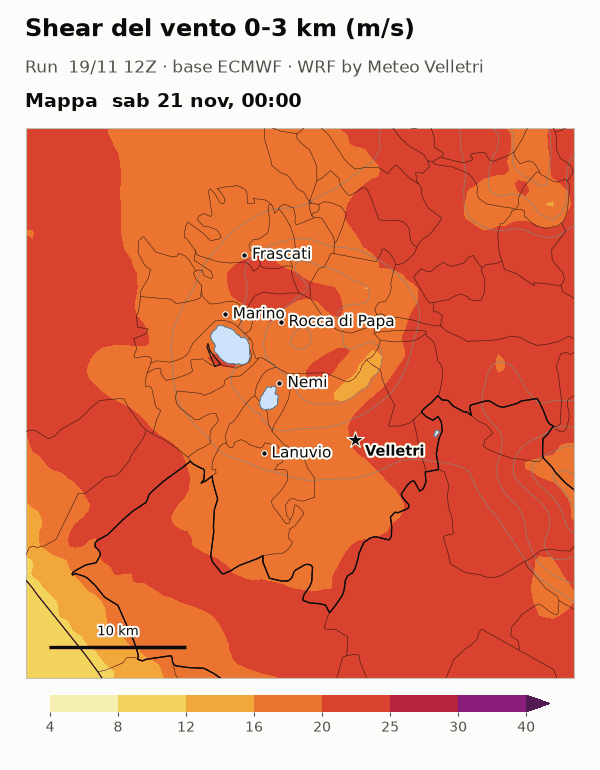 Shear del vento 0-3 km (m/s)
Run  19/11 12Z · base ECMWF · WRF by Meteo Velletri
Mappa  sab 21 nov, 00:00
Frascati
Marino
Rocca di Papa
Nemi
Velletri
Lanuvio
10 km
4 8 12 16 20 25 30 40